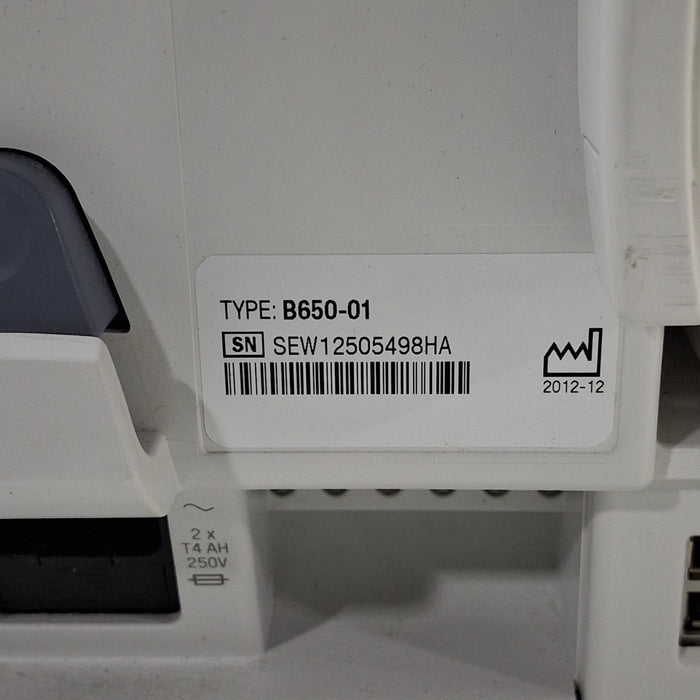 TYPE: B650-01
SN SEW12505498HA
2012-12
2 x
T4 AH
250V